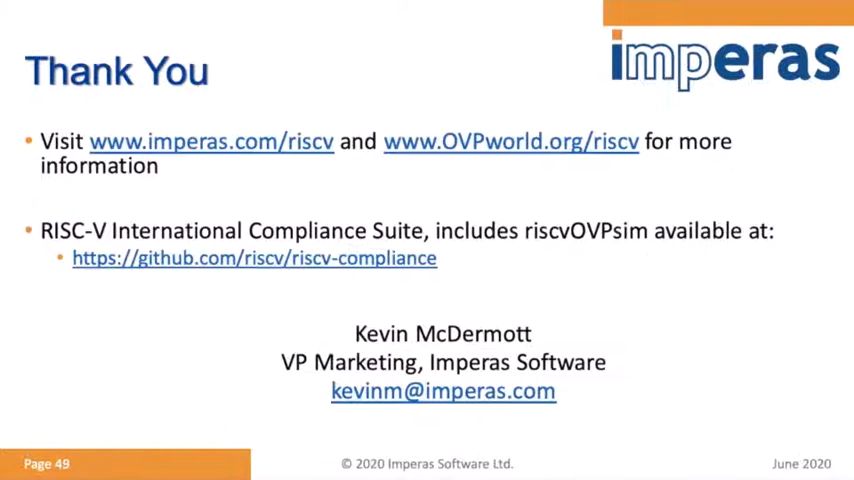 imperas
Thank You
• Visit www.imperas.com/riscv and www.OVPworld.org/riscv for more
information
• RISC-V International Compliance Suite, includes riscvOVPsim available at:
• https://github.com/riscv/riscv-compliance
Kevin McDermott
VP Marketing, Imperas Software
kevinm@imperas.com
Page 49
© 2020 Imperas Software Ltd.
June 2020